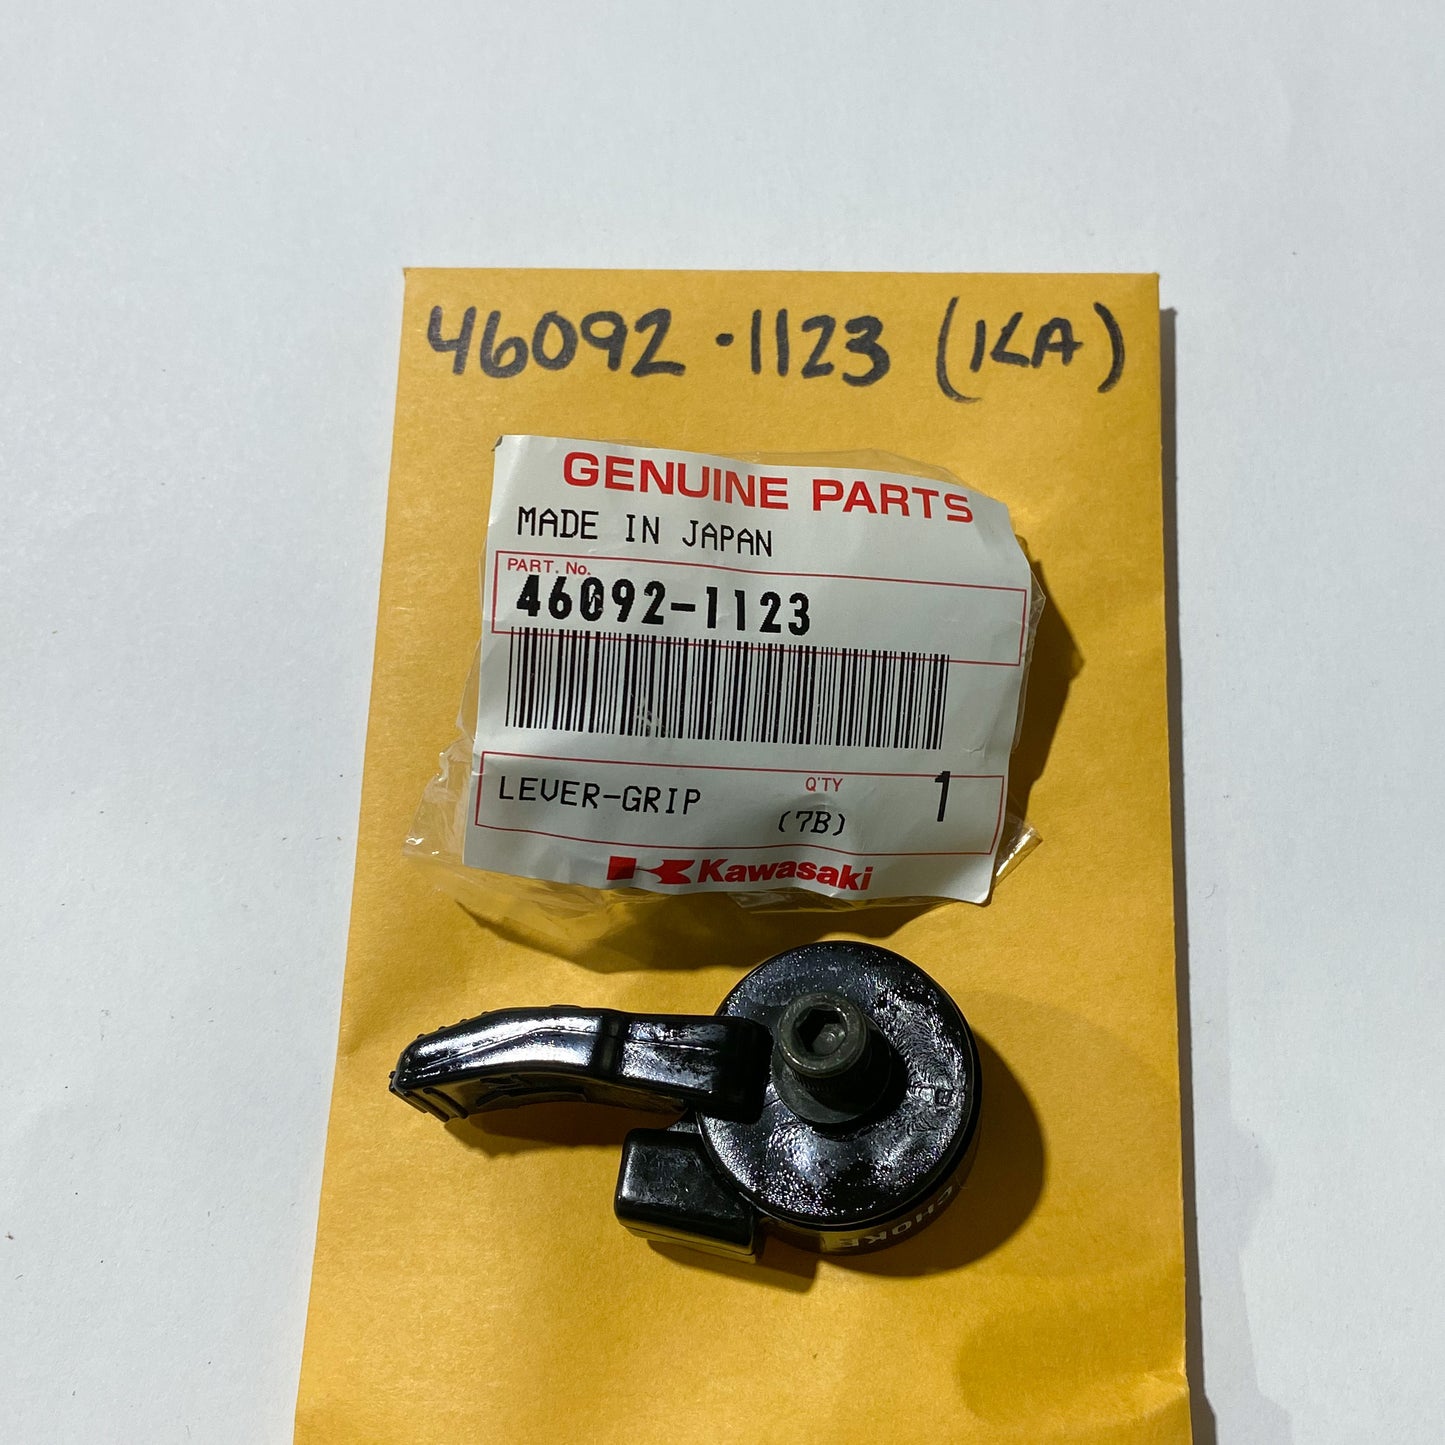 46092-1123 (KA)
GENUINE PARTS
MADE IN JAPAN
PART. No.
46092-1123
LEVER-GRIP
Q'TY
1
(7B)
Kawasaki
CHOKE